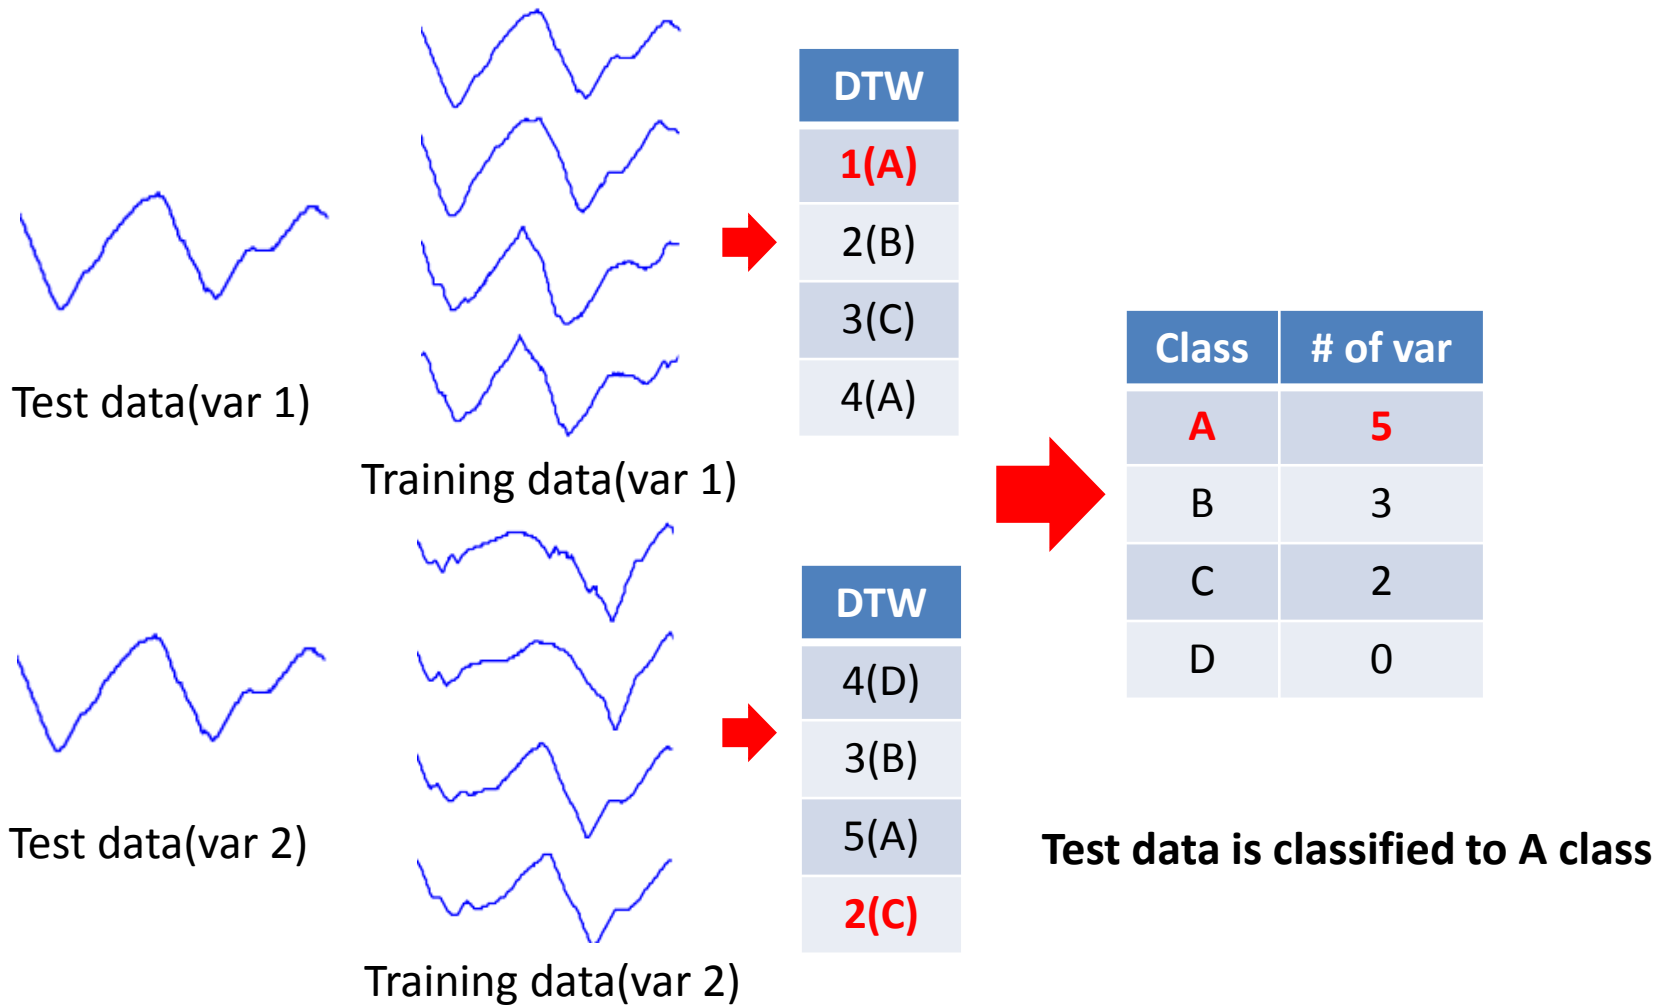 Test data(var 1)
Training data(var 1)
DTW
1(A)
2(B)
3(C)
4(A)
Test data(var 2)
Training data(var 2)
DTW
4(D)
3(B)
5(A)
2(C)
Class # of var
A 5
B 3
C 2
D 0
Test data is classified to A class